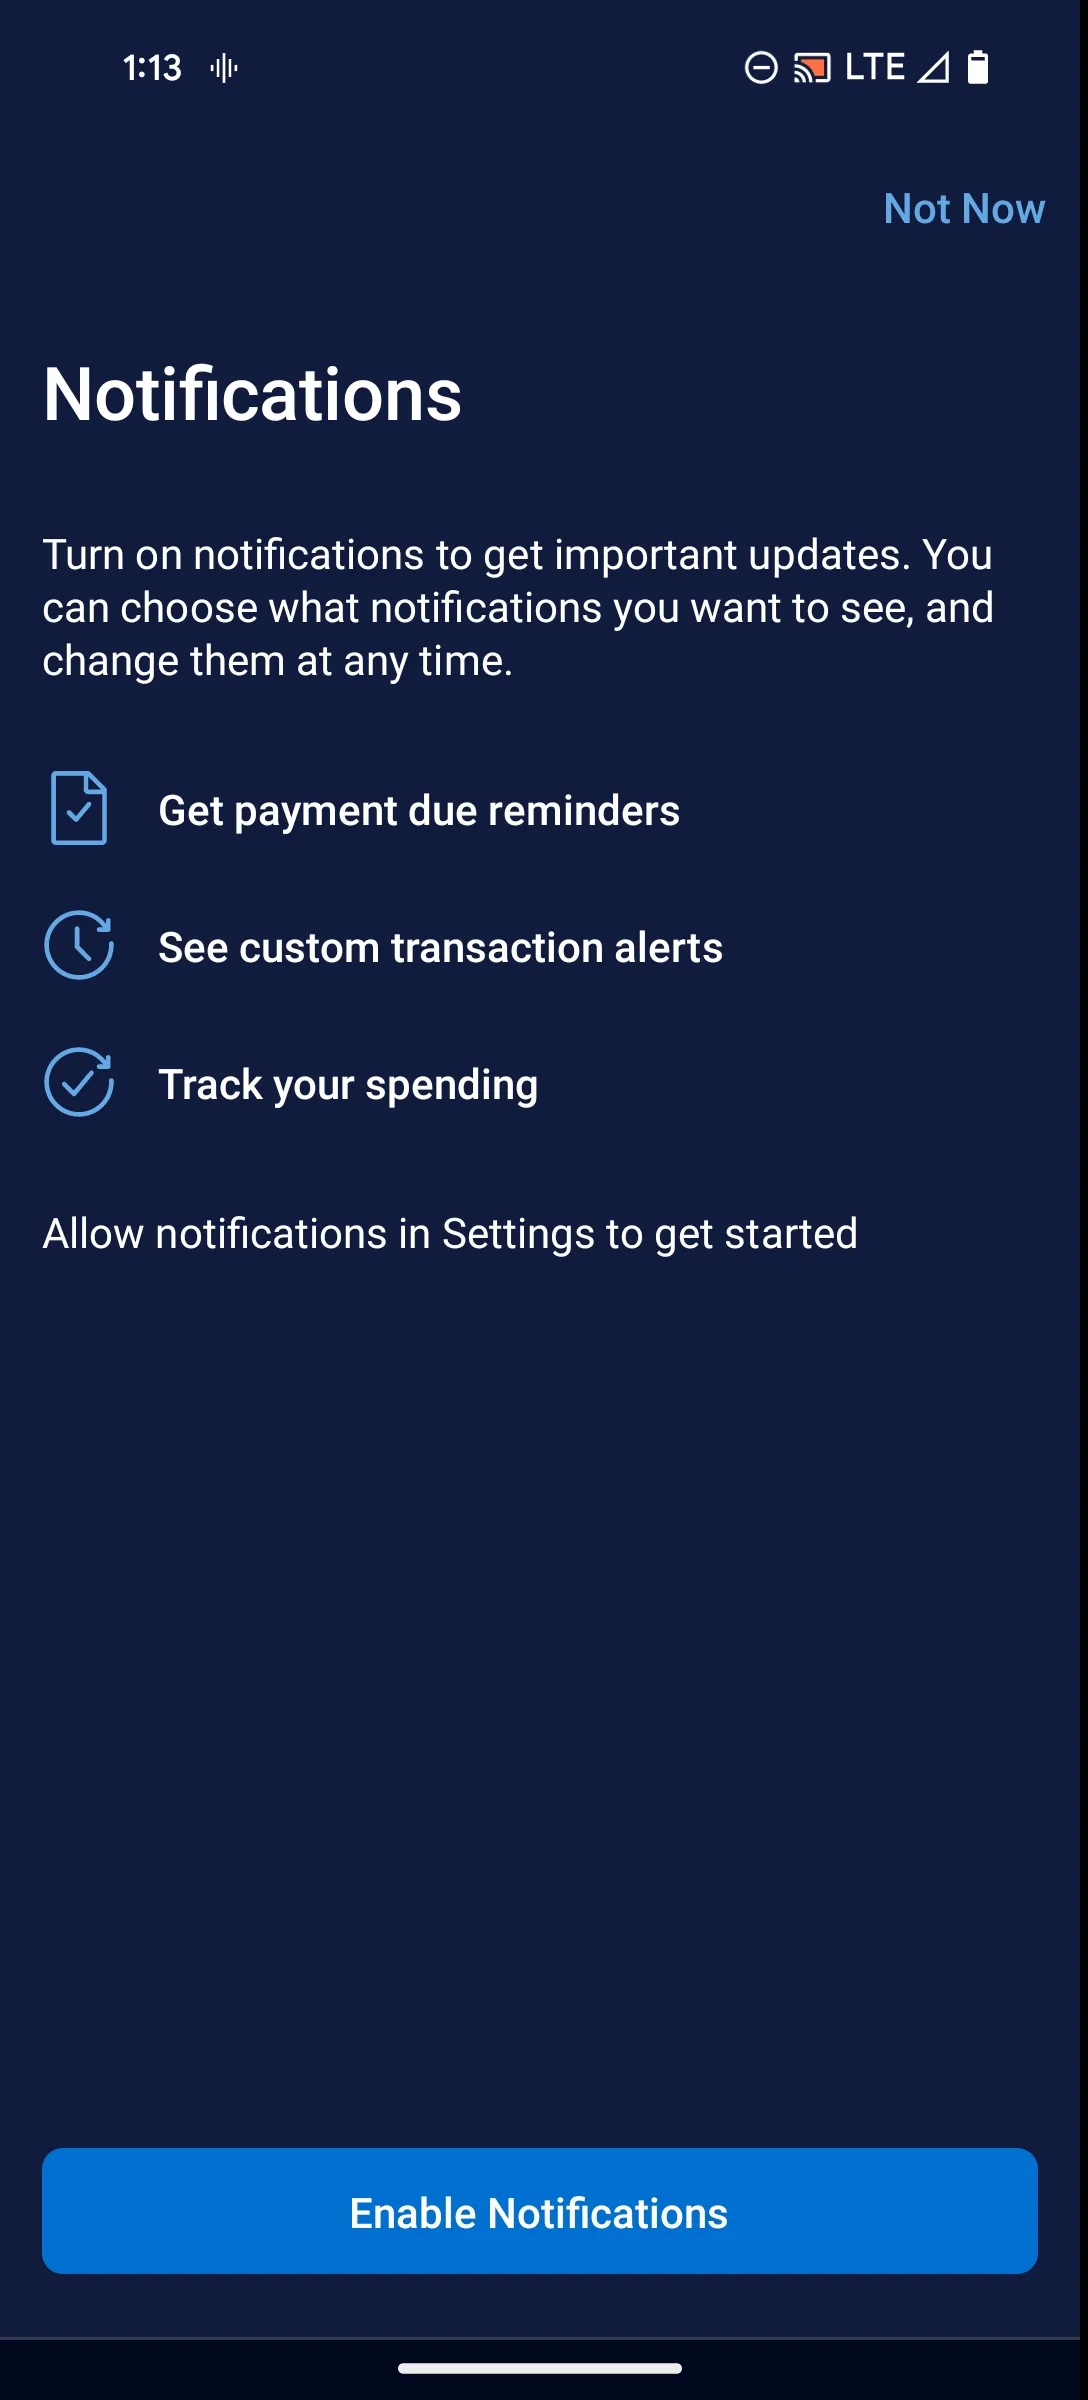 1:13
LTE
Not Now
Notifications
Turn on notifications to get important updates. You
can choose what notifications you want to see, and
change them at any time.
Get payment due reminders
See custom transaction alerts
Track your spending
Allow notifications in Settings to get started
Enable Notifications